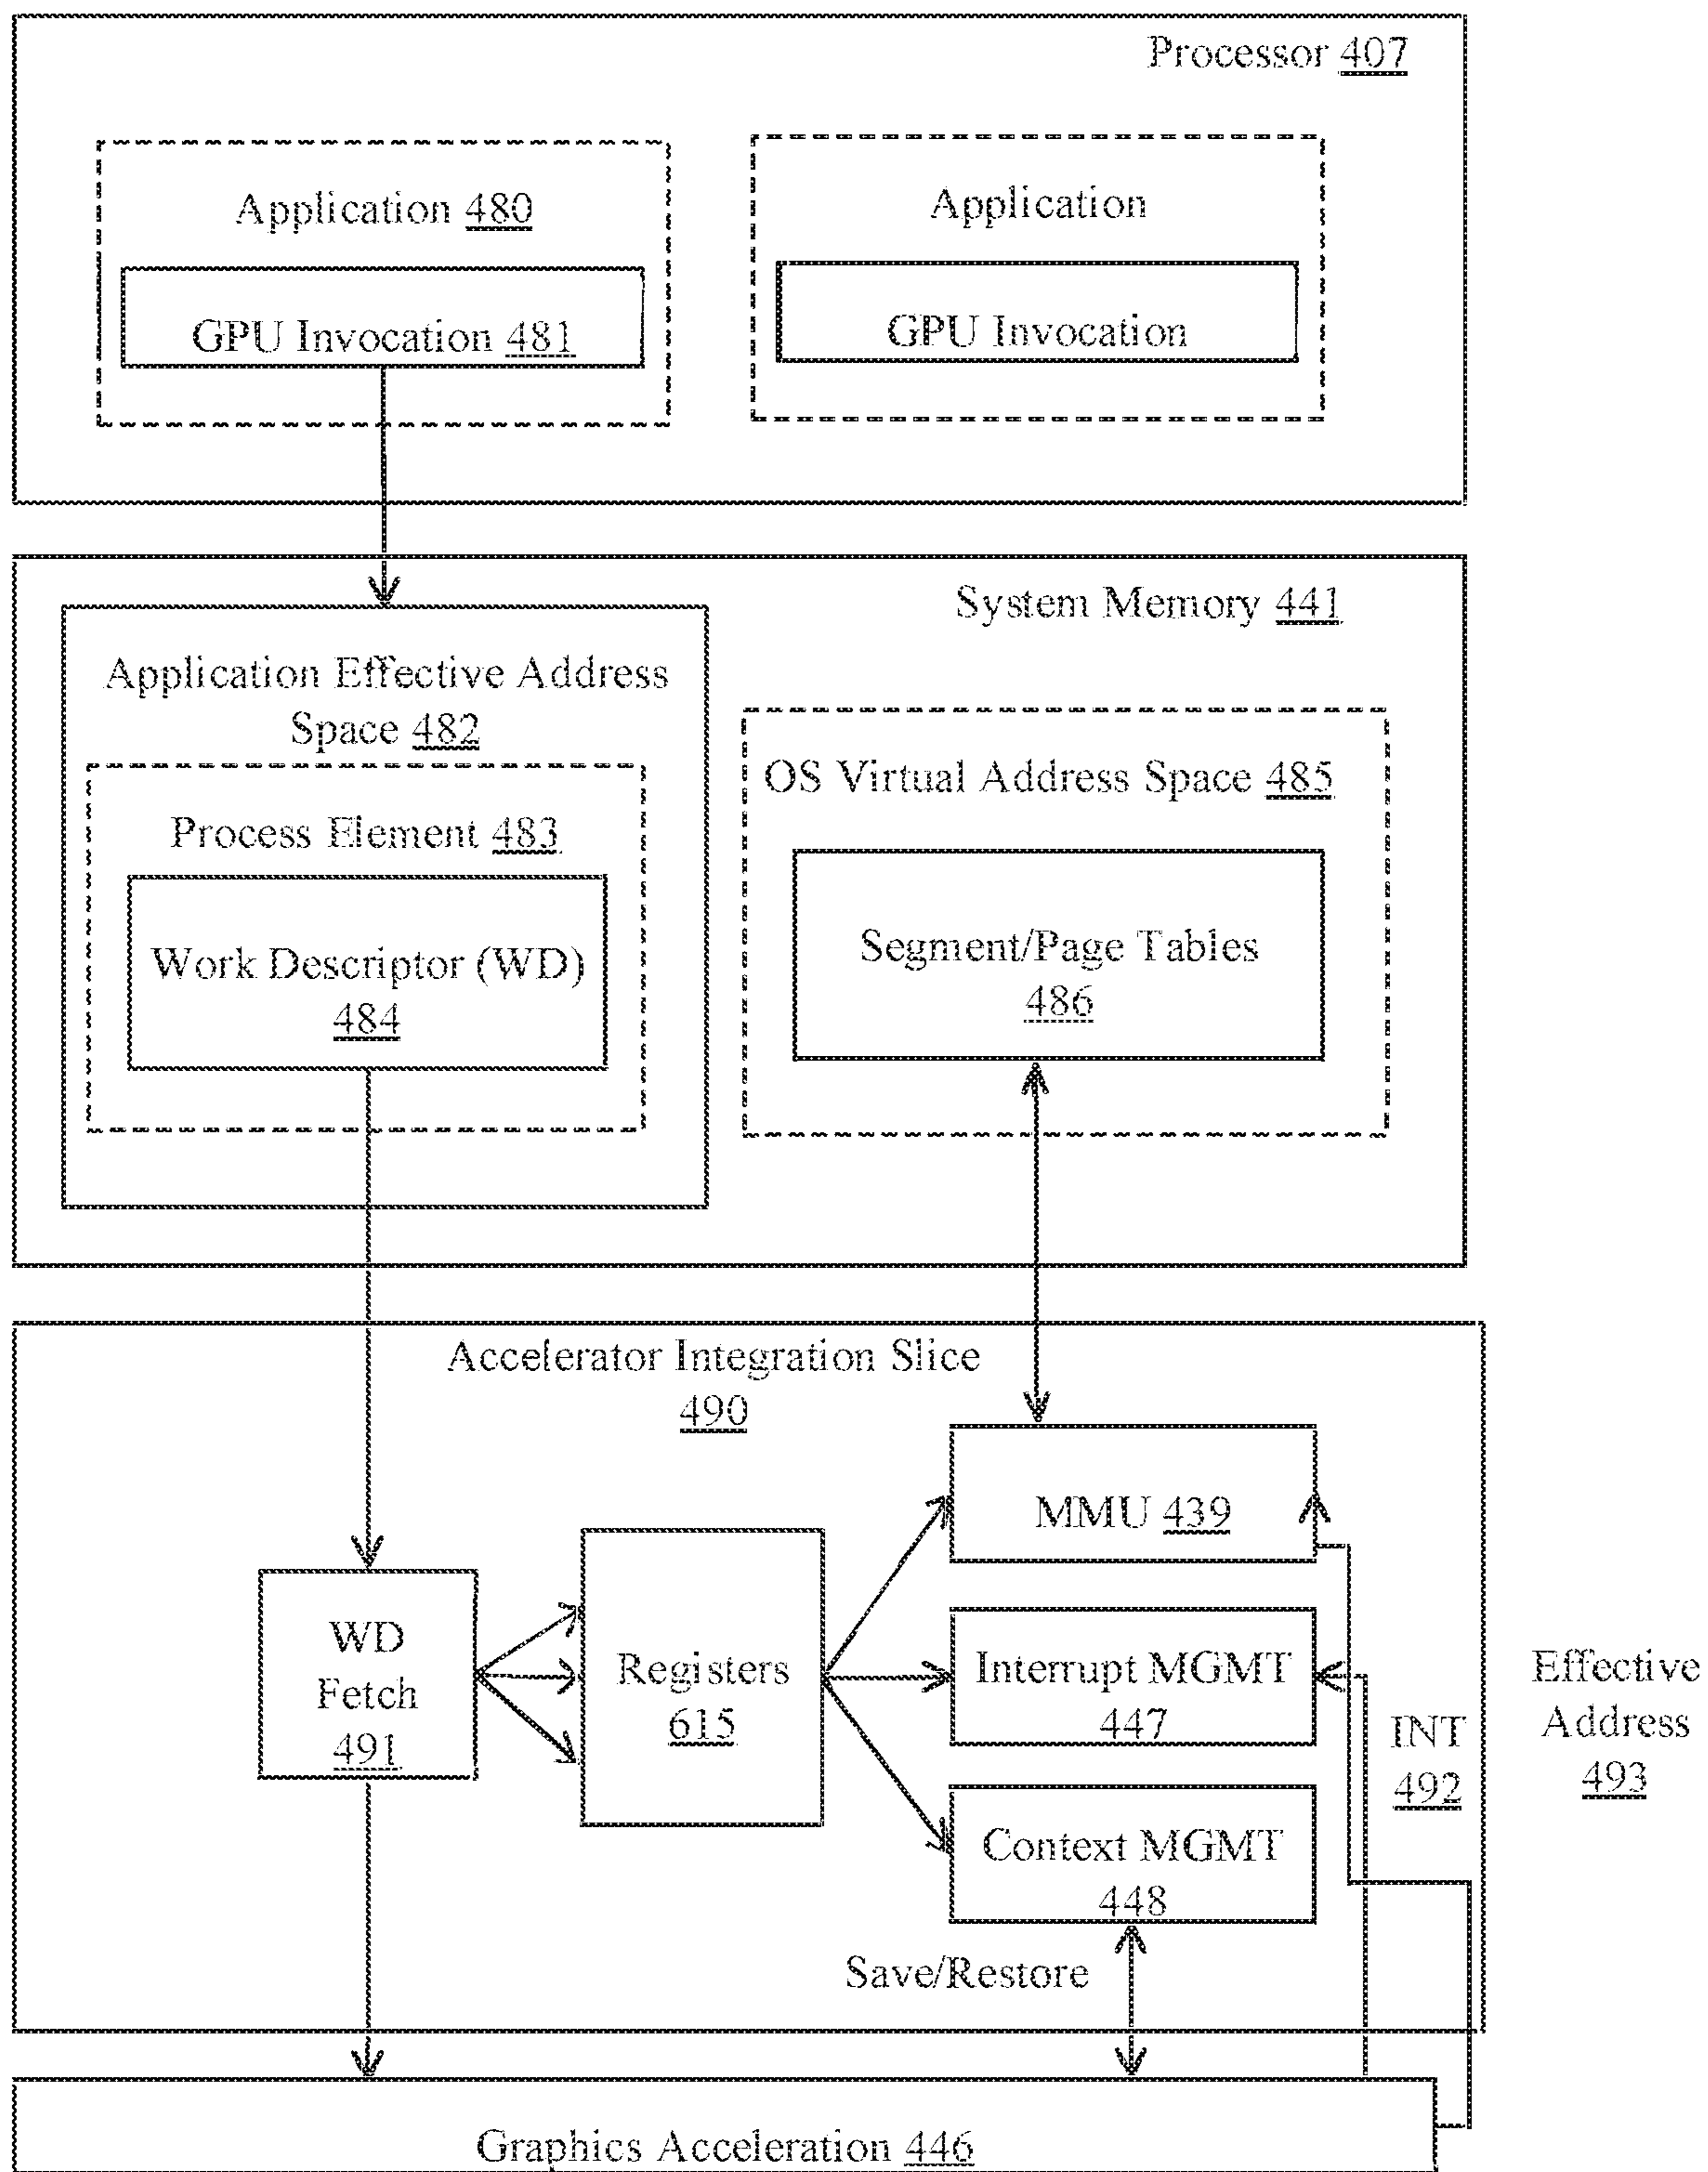 Processor 407
Application 480
GPU Invocation 481
Application
GPU Invocation
System Memory 441
Application Effective Address
Space 482
Process Element 483
Work Descriptor (WD)
484
OS Virtual Address Space 485
Segment/Page Tables
486
Accelerator Integration Slice
490
WD
Fetch
491
Registers
615
MMU 439
Interrupt MGMT
447
Context MGMT
448
INT
492
Effective
Address
493
Save/Restore
Graphics Acceleration 446